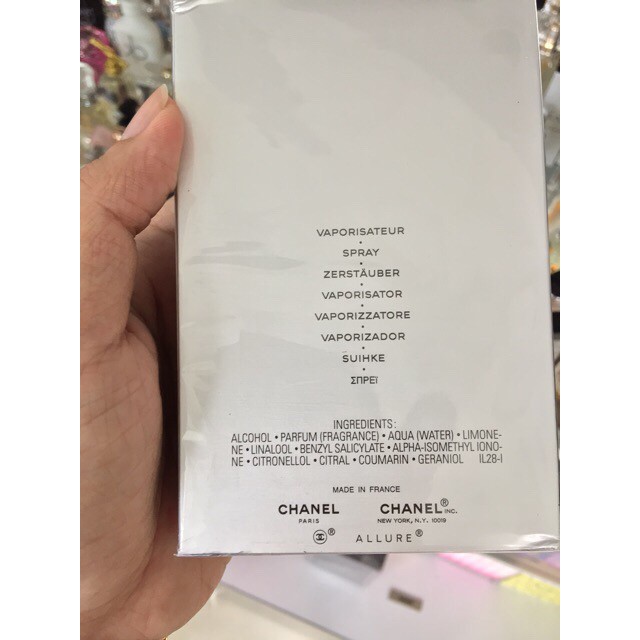 VAPORISATEUR
•
SPRAY
•
ZERSTÄUBER
•
VAPORISATOR
•
VAPORIZZATORE
•
VAPORIZADOR
•
SUIHKE
•
ΣΠΡΕΪ
INGREDIENTS:
ALCOHOL • PARFUM (FRAGRANCE) • AQUA (WATER) • LIMONE-
NE • LINALOOL • BENZYL SALICYLATE • ALPHA-ISOMETHYL IONO-
NE • CITRONELLOL • CITRAL • COUMARIN • GERANIOL IL28-I
MADE IN FRANCE
CHANEL CHANEL® INC.
PARIS NEW YORK, N.Y. 10019
® ALLURE®